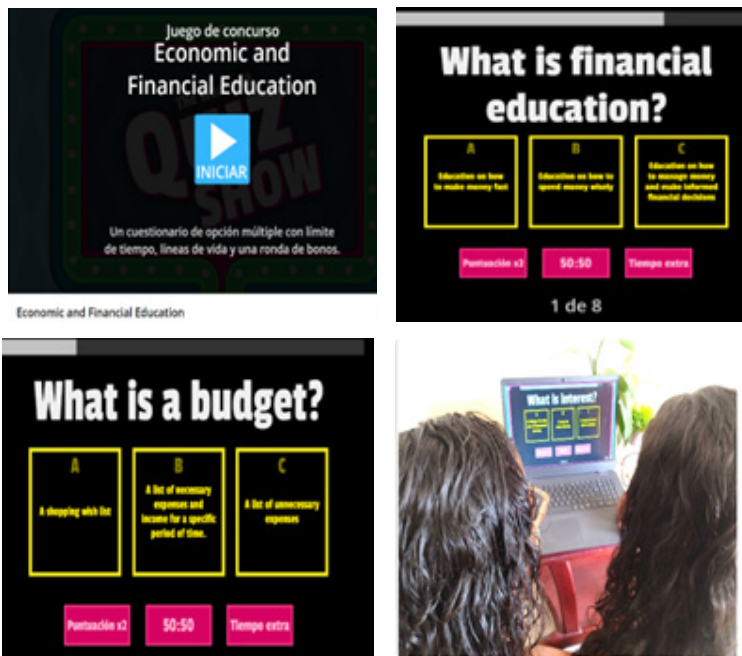 Juego de concurso
Economic and
Financial Education
THE
QUIZ
SHOW
INICIAR
Un cuestionario de opción múltiple con límite
de tiempo, líneas de vida y una ronda de bonos.
Economic and Financial Education
What is financial
education?
A
Education on how
to make money fast
B
Education on how to
spend money wisely
C
Education on how
to manage money
and make informed
financial decisions
Puntuación x2
50:50
Tiempo extra
1 de 8
What is a budget?
A
A shopping wish list
B
A list of necessary
expenses and
income for a specific
period of time.
C
A list of unnecessary
expenses
Puntuación x2
50:50
Tiempo extra
What is Interest?